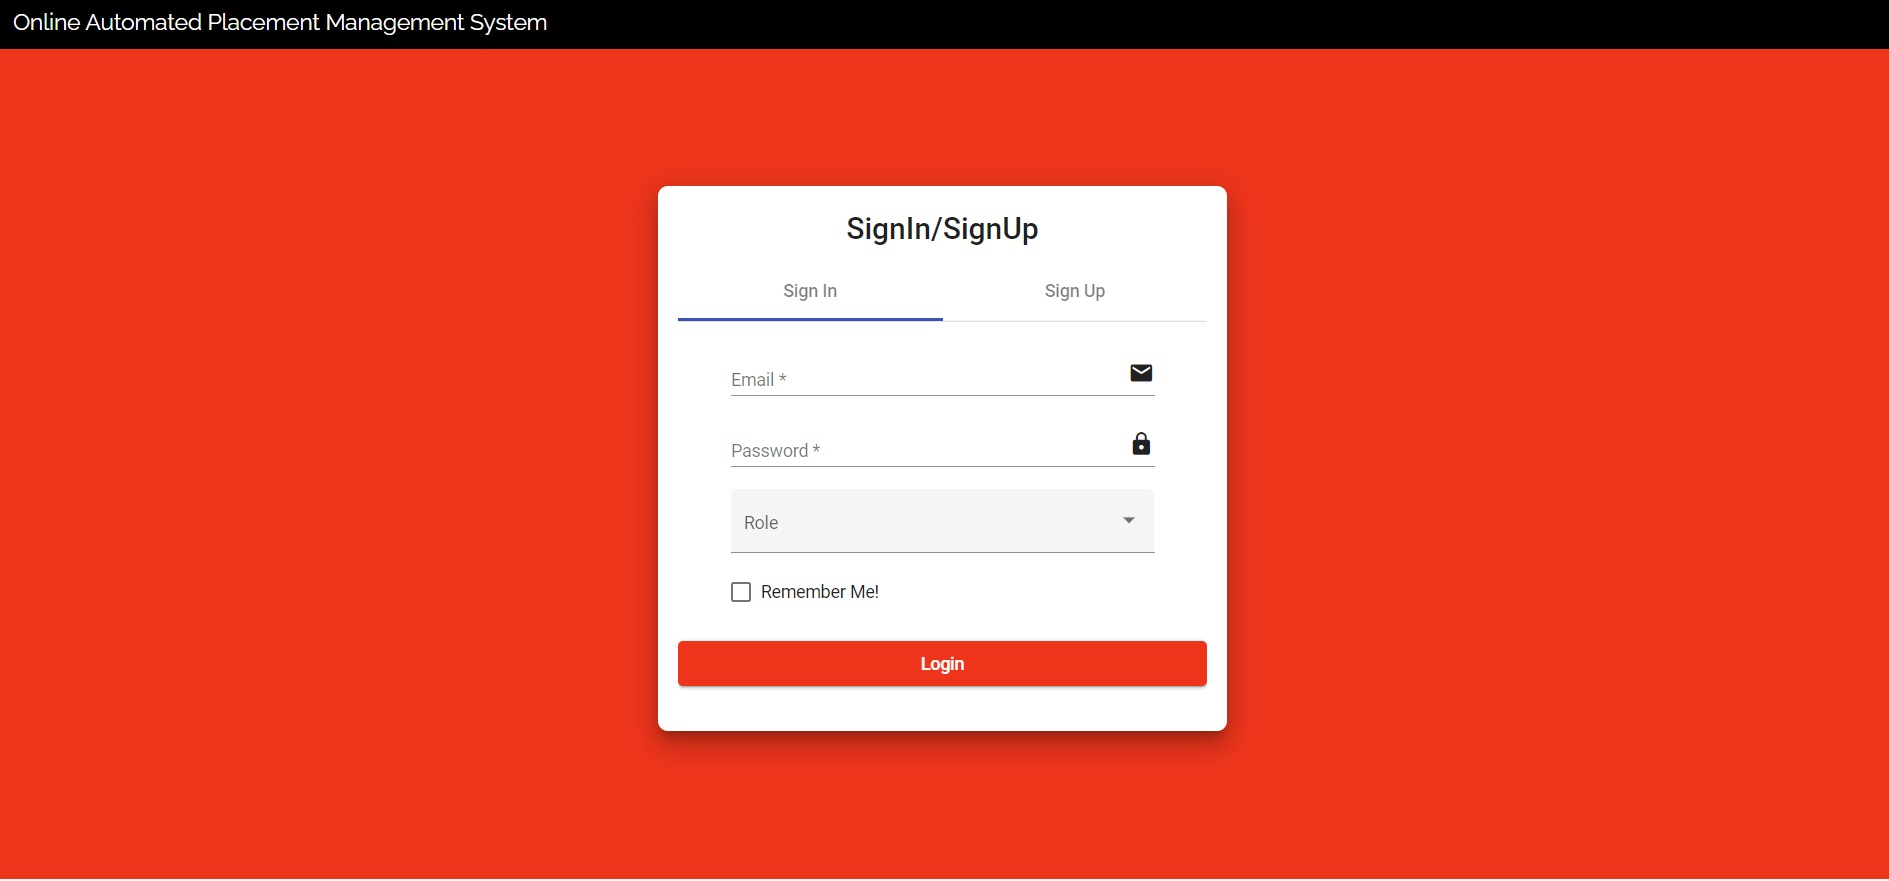 Online Automated Placement Management System
SignIn/SignUp
Sign In
Sign Up
Email *
Password *
Role
Remember Me!
Login